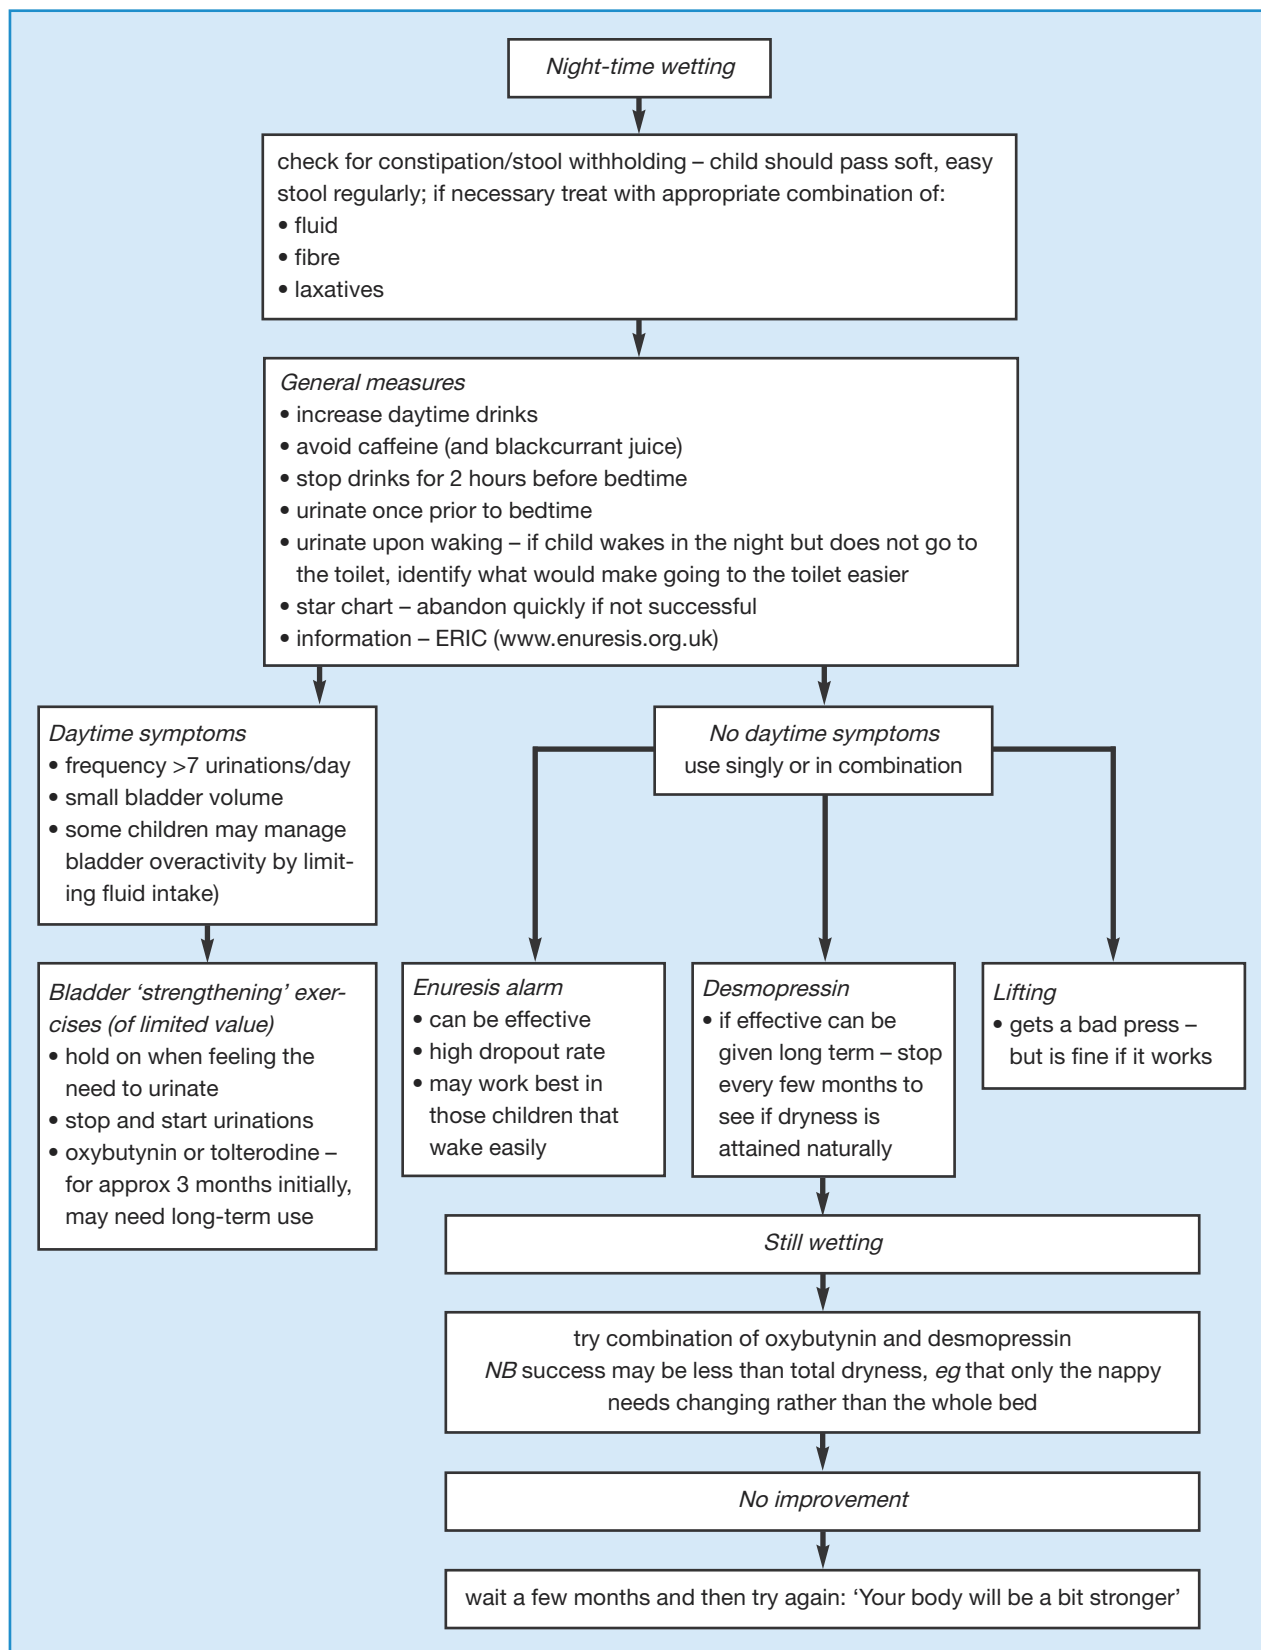 Night-time wetting
check for constipation/stool withholding – child should pass soft, easy
stool regularly; if necessary treat with appropriate combination of:
• fluid
• fibre
• laxatives
General measures
• increase daytime drinks
• avoid caffeine (and blackcurrant juice)
• stop drinks for 2 hours before bedtime
• urinate once prior to bedtime
• urinate upon waking – if child wakes in the night but does not go to
the toilet, identify what would make going to the toilet easier
• star chart – abandon quickly if not successful
• information – ERIC (www.enuresis.org.uk)
Daytime symptoms
• frequency >7 urinations/day
• small bladder volume
• some children may manage
bladder overactivity by limit-
ing fluid intake)
No daytime symptoms
use singly or in combination
Bladder ‘strengthening’ exer-
cises (of limited value)
• hold on when feeling the
need to urinate
• stop and start urinations
• oxybutynin or tolterodine –
for approx 3 months initially,
may need long-term use
Enuresis alarm
• can be effective
• high dropout rate
• may work best in
those children that
wake easily
Desmopressin
• if effective can be
given long term – stop
every few months to
see if dryness is
attained naturally
Lifting
• gets a bad press –
but is fine if it works
Still wetting
try combination of oxybutynin and desmopressin
NB success may be less than total dryness, eg that only the nappy
needs changing rather than the whole bed
No improvement
wait a few months and then try again: ‘Your body will be a bit stronger’